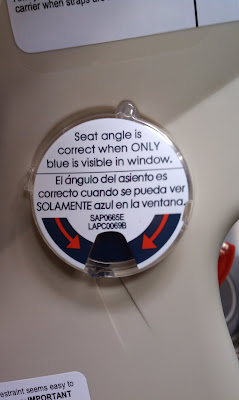 carrier when straps are
Seat angle is
correct when ONLY
blue is visible in window.
El ángulo del asiento es
correcto cuando se pueda ver
SOLAMENTE azul en la ventana.
SAP0665E
LAPC0069B
restraint seems easy to
IMPORTANT